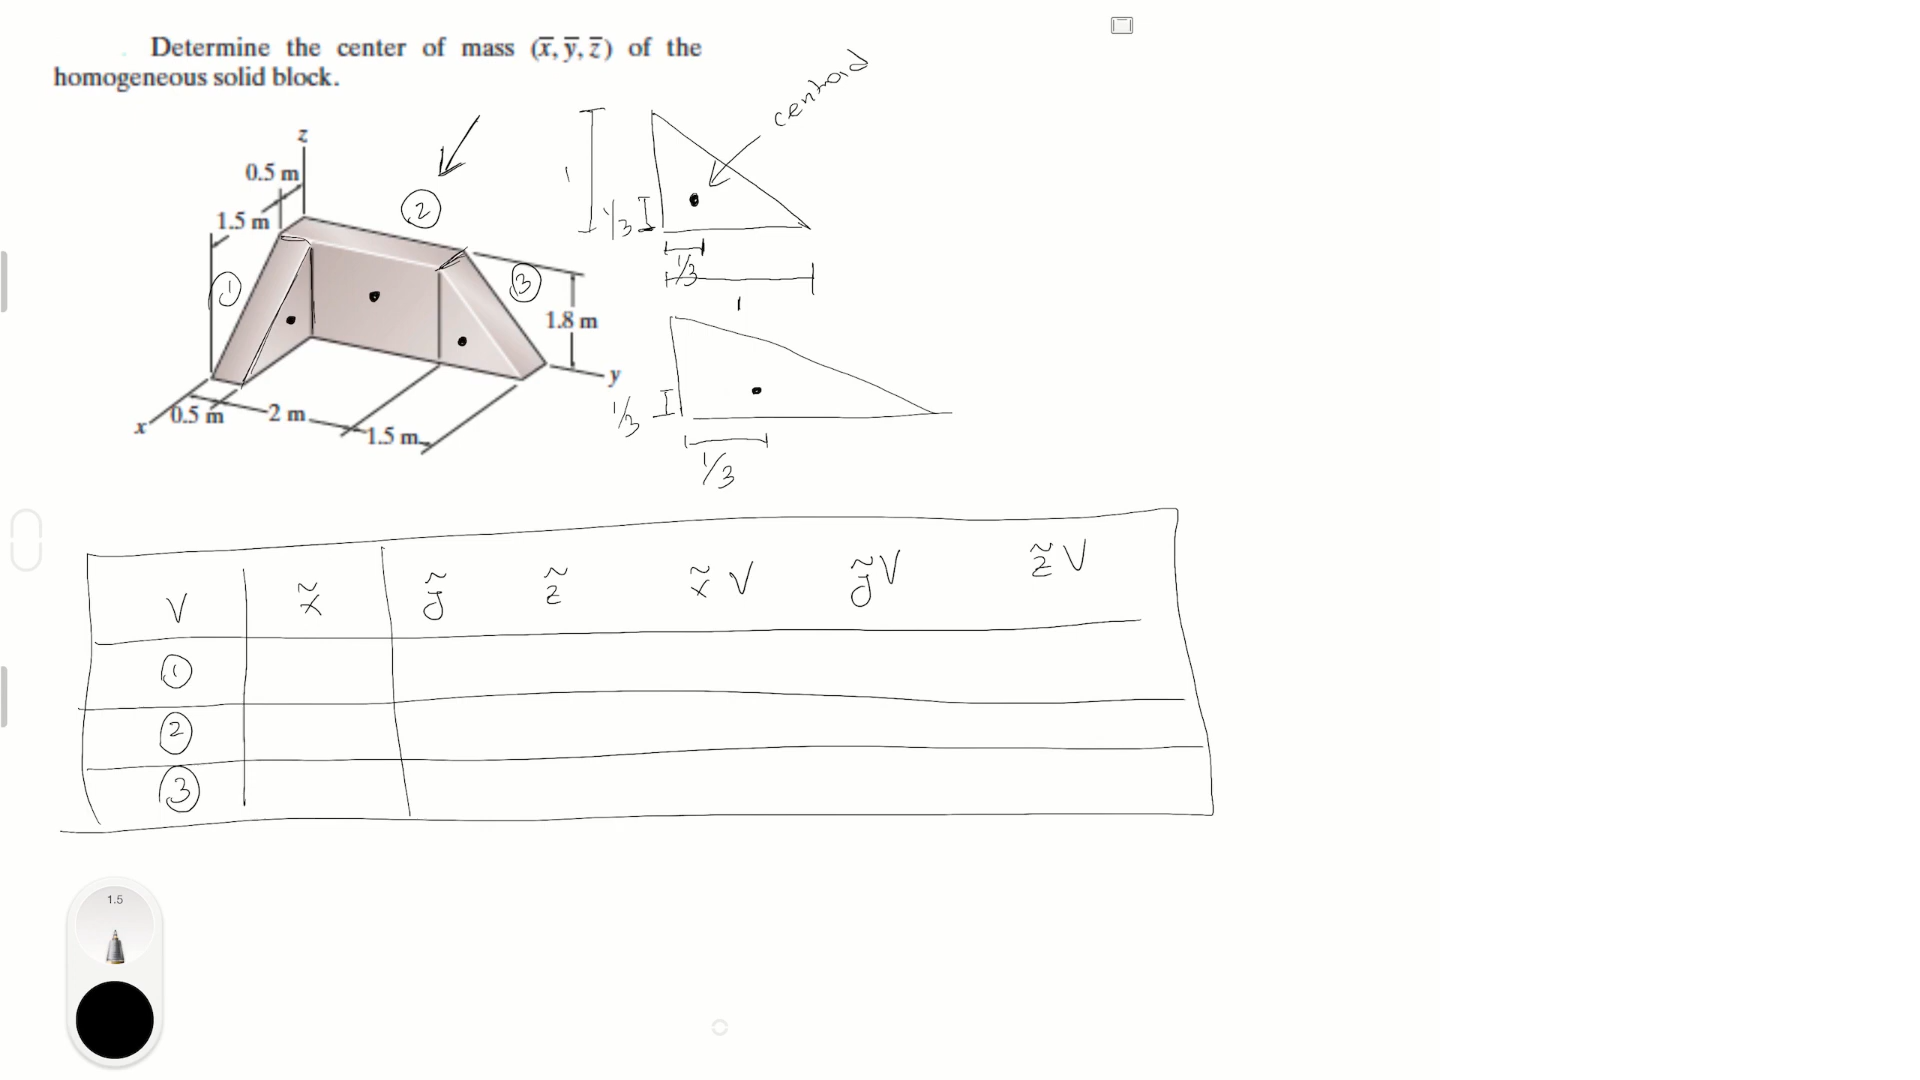 Determine the center of mass (x̅, y̅, z̅) of the
homogeneous solid block.
centroid
z
0.5 m
1.5 m
2
1
3
1
1/3
1/3
1
1.8 m
y
x
0.5 m
2 m
1.5 m
1/3
1/3
V x̃ ỹ z̃ x̃V ỹV z̃V
1
2
3
1.5